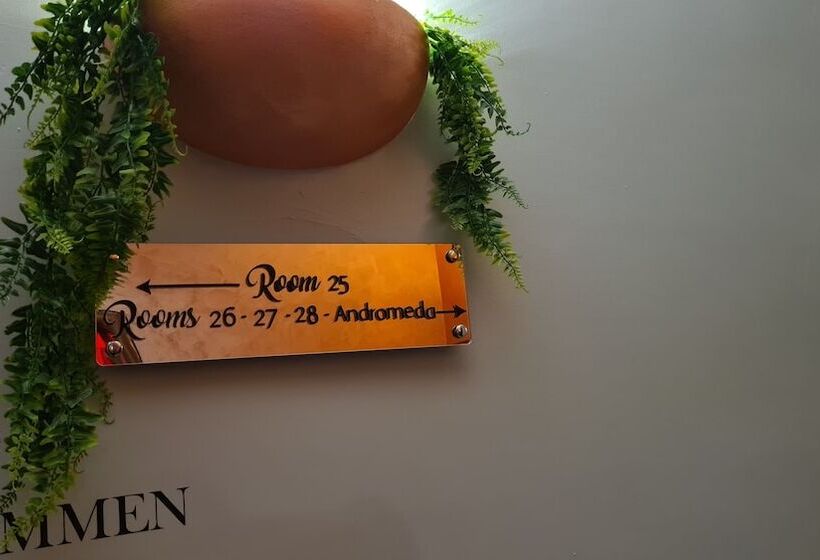 Room 25
Rooms 26 - 27 - 28 - Andromeda
MMEN